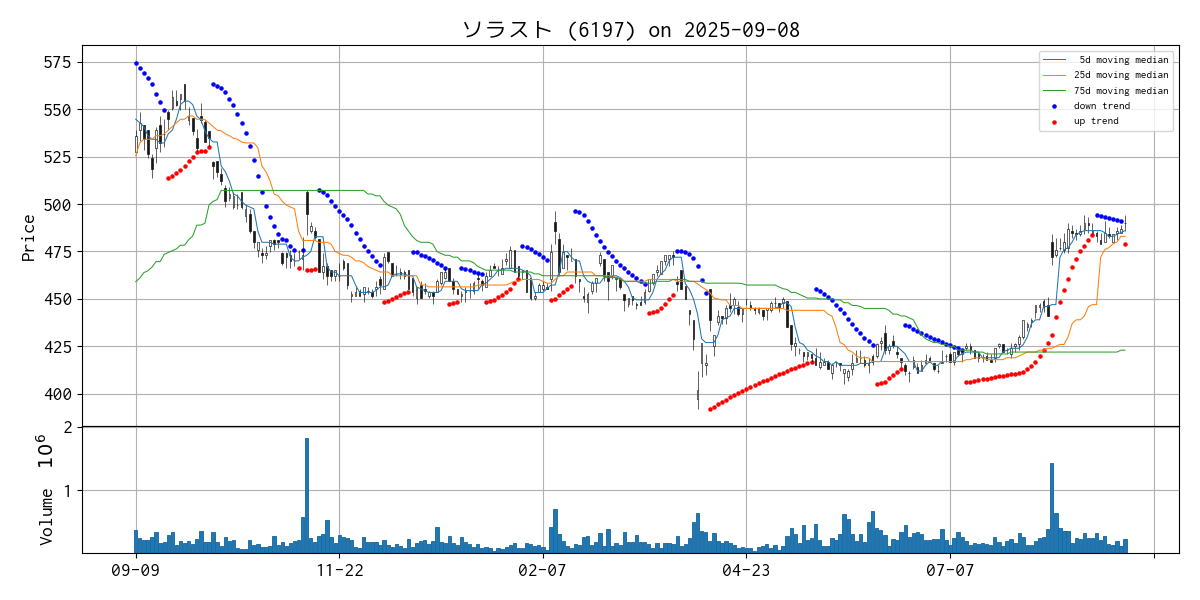 ソラスト (6197) on 2025-09-08
575
550
525
500
475
450
425
400
Price
5d moving median
25d moving median
75d moving median
down trend
up trend
2
1
Volume 10⁶
09-09
11-22
02-07
04-23
07-07